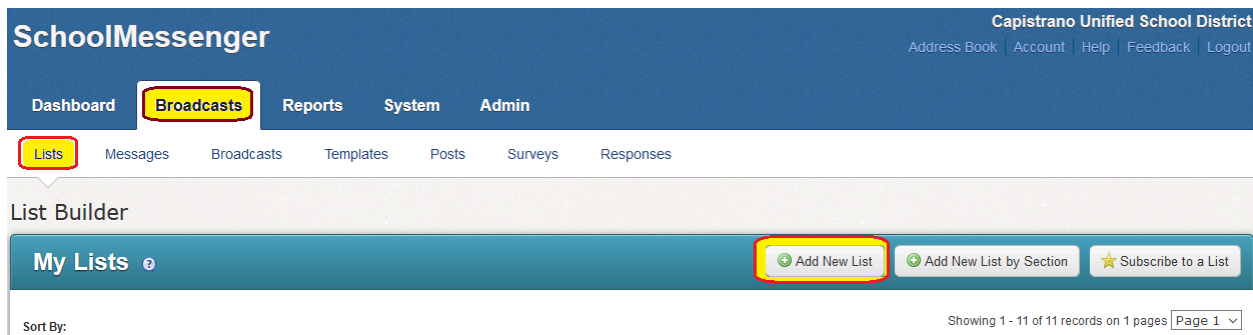 Capistrano Unified School District
SchoolMessenger
Address Book Account Help Feedback Logout
Dashboard Broadcasts Reports System Admin
Lists Messages Broadcasts Templates Posts Surveys Responses
List Builder
My Lists ? Add New List Add New List by Section Subscribe to a List
Sort By: Showing 1 - 11 of 11 records on 1 pages Page 1